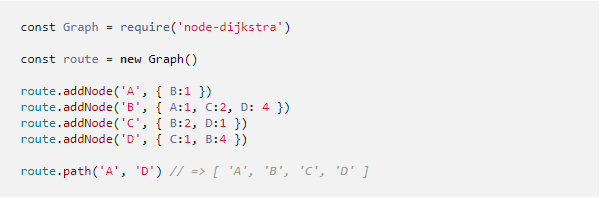 const Graph = require('node-dijkstra')
const route = new Graph()
route.addNode('A', { B:1 })
route.addNode('B', { A:1, C:2, D: 4 })
route.addNode('C', { B:2, D:1 })
route.addNode('D', { C:1, B:4 })
route.path('A', 'D') // => [ 'A', 'B', 'C', 'D' ]